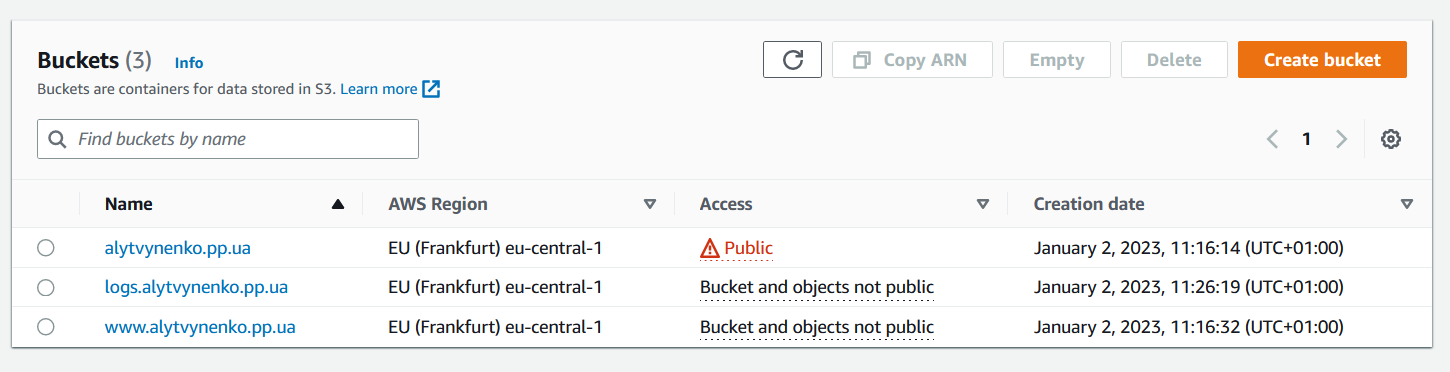 Buckets (3) Info
Copy ARN Empty Delete Create bucket
Buckets are containers for data stored in S3. Learn more
Find buckets by name
1
Name AWS Region Access Creation date
alytvynenko.pp.ua EU (Frankfurt) eu-central-1 Public January 2, 2023, 11:16:14 (UTC+01:00)
logs.alytvynenko.pp.ua EU (Frankfurt) eu-central-1 Bucket and objects not public January 2, 2023, 11:26:19 (UTC+01:00)
www.alytvynenko.pp.ua EU (Frankfurt) eu-central-1 Bucket and objects not public January 2, 2023, 11:16:32 (UTC+01:00)